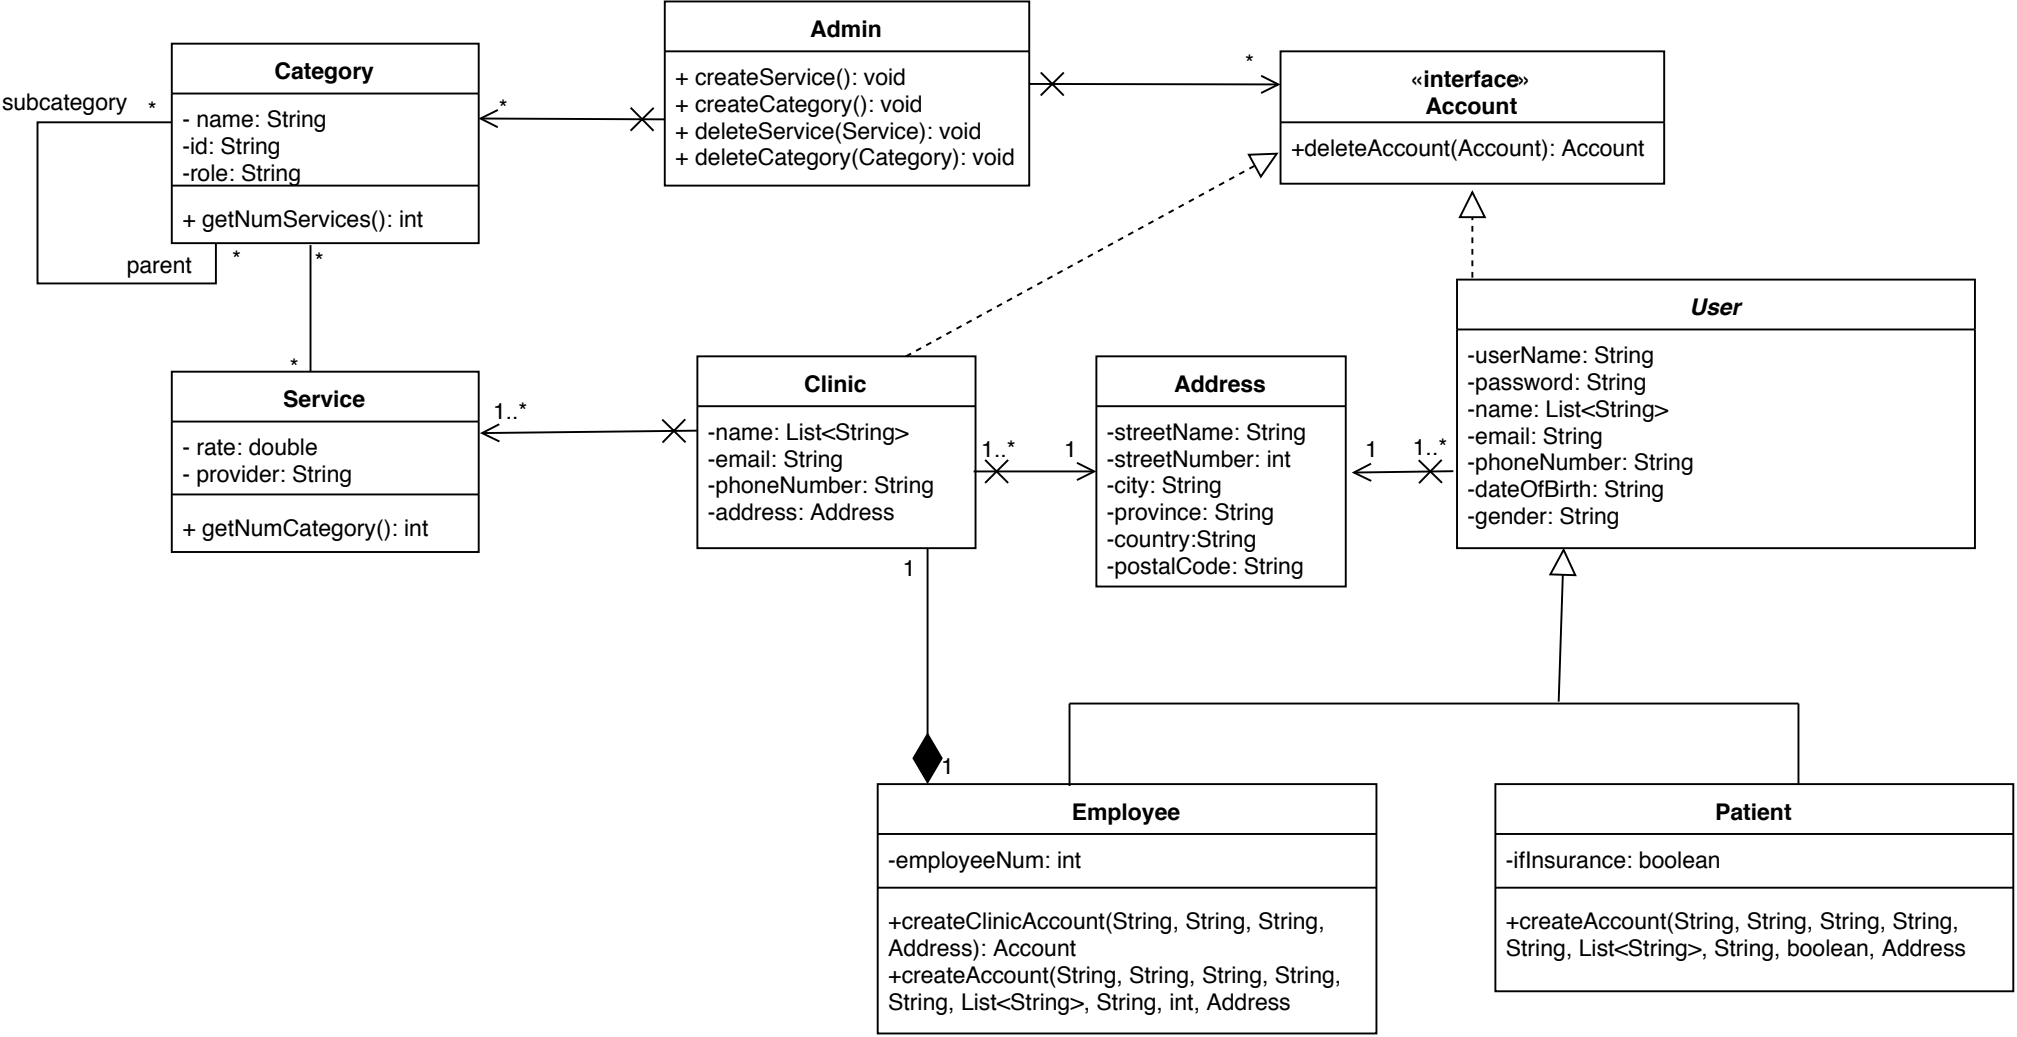 Admin
+ createService(): void
+ createCategory(): void
+ deleteService(Service): void
+ deleteCategory(Category): void
Category
- name: String
-id: String
-role: String
+ getNumServices(): int
subcategory
*
parent
*
*
*
*
*
«interface»
Account
+deleteAccount(Account): Account
User
-userName: String
-password: String
-name: List<String>
-email: String
-phoneNumber: String
-dateOfBirth: String
-gender: String
Service
- rate: double
- provider: String
+ getNumCategory(): int
1..*
Clinic
-name: List<String>
-email: String
-phoneNumber: String
-address: Address
1..*
1
Address
-streetName: String
-streetNumber: int
-city: String
-province: String
-country:String
-postalCode: String
1
1..*
1
1
Employee
-employeeNum: int
+createClinicAccount(String, String, String,
Address): Account
+createAccount(String, String, String, String,
String, List<String>, String, int, Address
Patient
-ifInsurance: boolean
+createAccount(String, String, String, String,
String, List<String>, String, boolean, Address